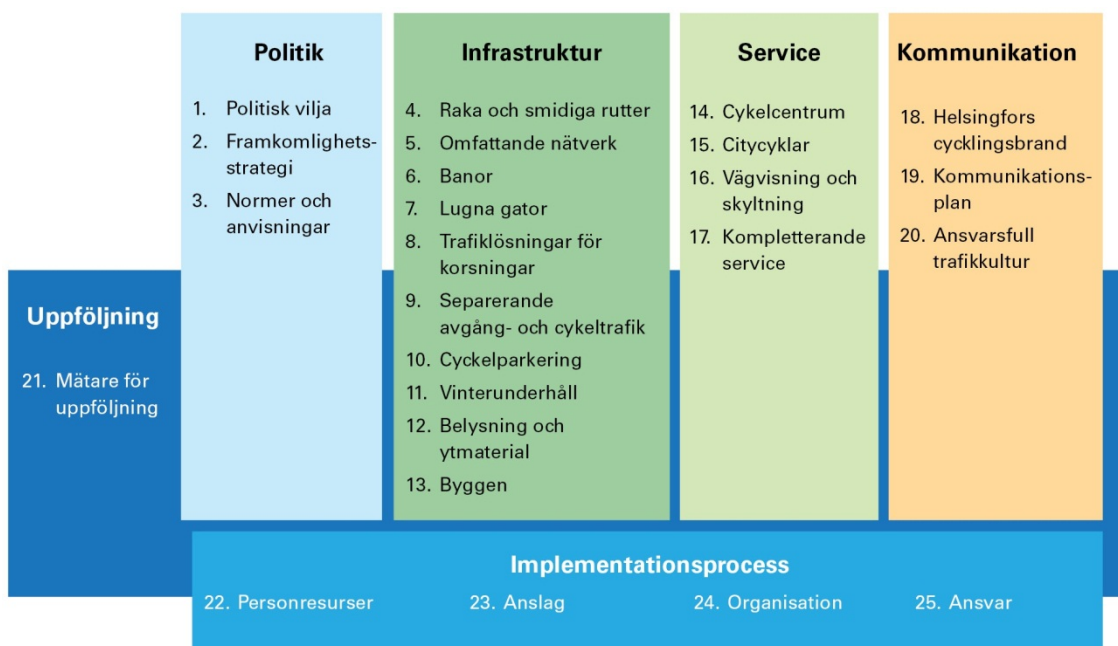 Politik
1. Politisk vilja
2. Framkomlighets-
strategi
3. Normer och
anvisningar
Infrastruktur
4. Raka och smidiga rutter
5. Omfattande nätverk
6. Banor
7. Lugna gator
8. Trafiklösningar för
korsningar
9. Separerande
avgång- och cykeltrafik
10. Cyckelparkering
11. Vinterunderhåll
12. Belysning och
ytmaterial
13. Byggen
Service
14. Cykelcentrum
15. Citycyklar
16. Vägvisning och
skyltning
17. Kompletterande
service
Kommunikation
18. Helsingfors
cycklingsbrand
19. Kommunikations-
plan
20. Ansvarsfull
trafikkultur
Uppföljning
21. Mätare för
uppföljning
Implementationsprocess
22. Personresurser
23. Anslag
24. Organisation
25. Ansvar